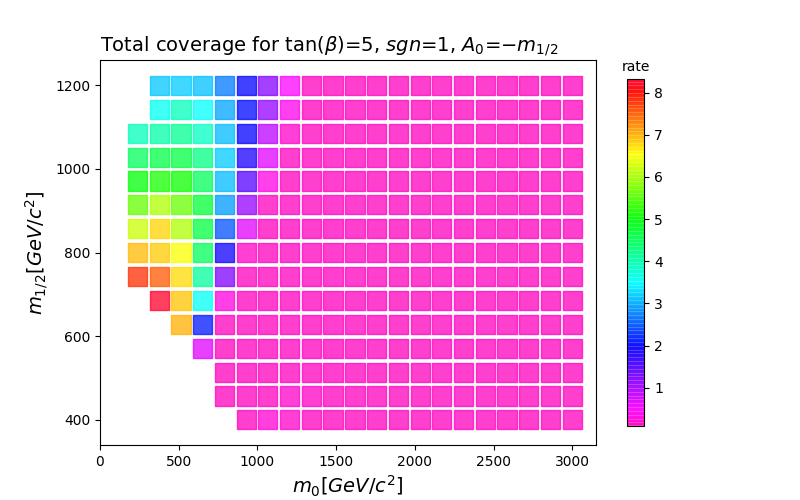 Total coverage for tan(β)=5, sgn=1, A₀=−m₁/₂
rate
1200
1000
800
600
400
m₁/₂[GeV/c²]
8
7
6
5
4
3
2
1
0 500 1000 1500 2000 2500 3000
m₀[GeV/c²]